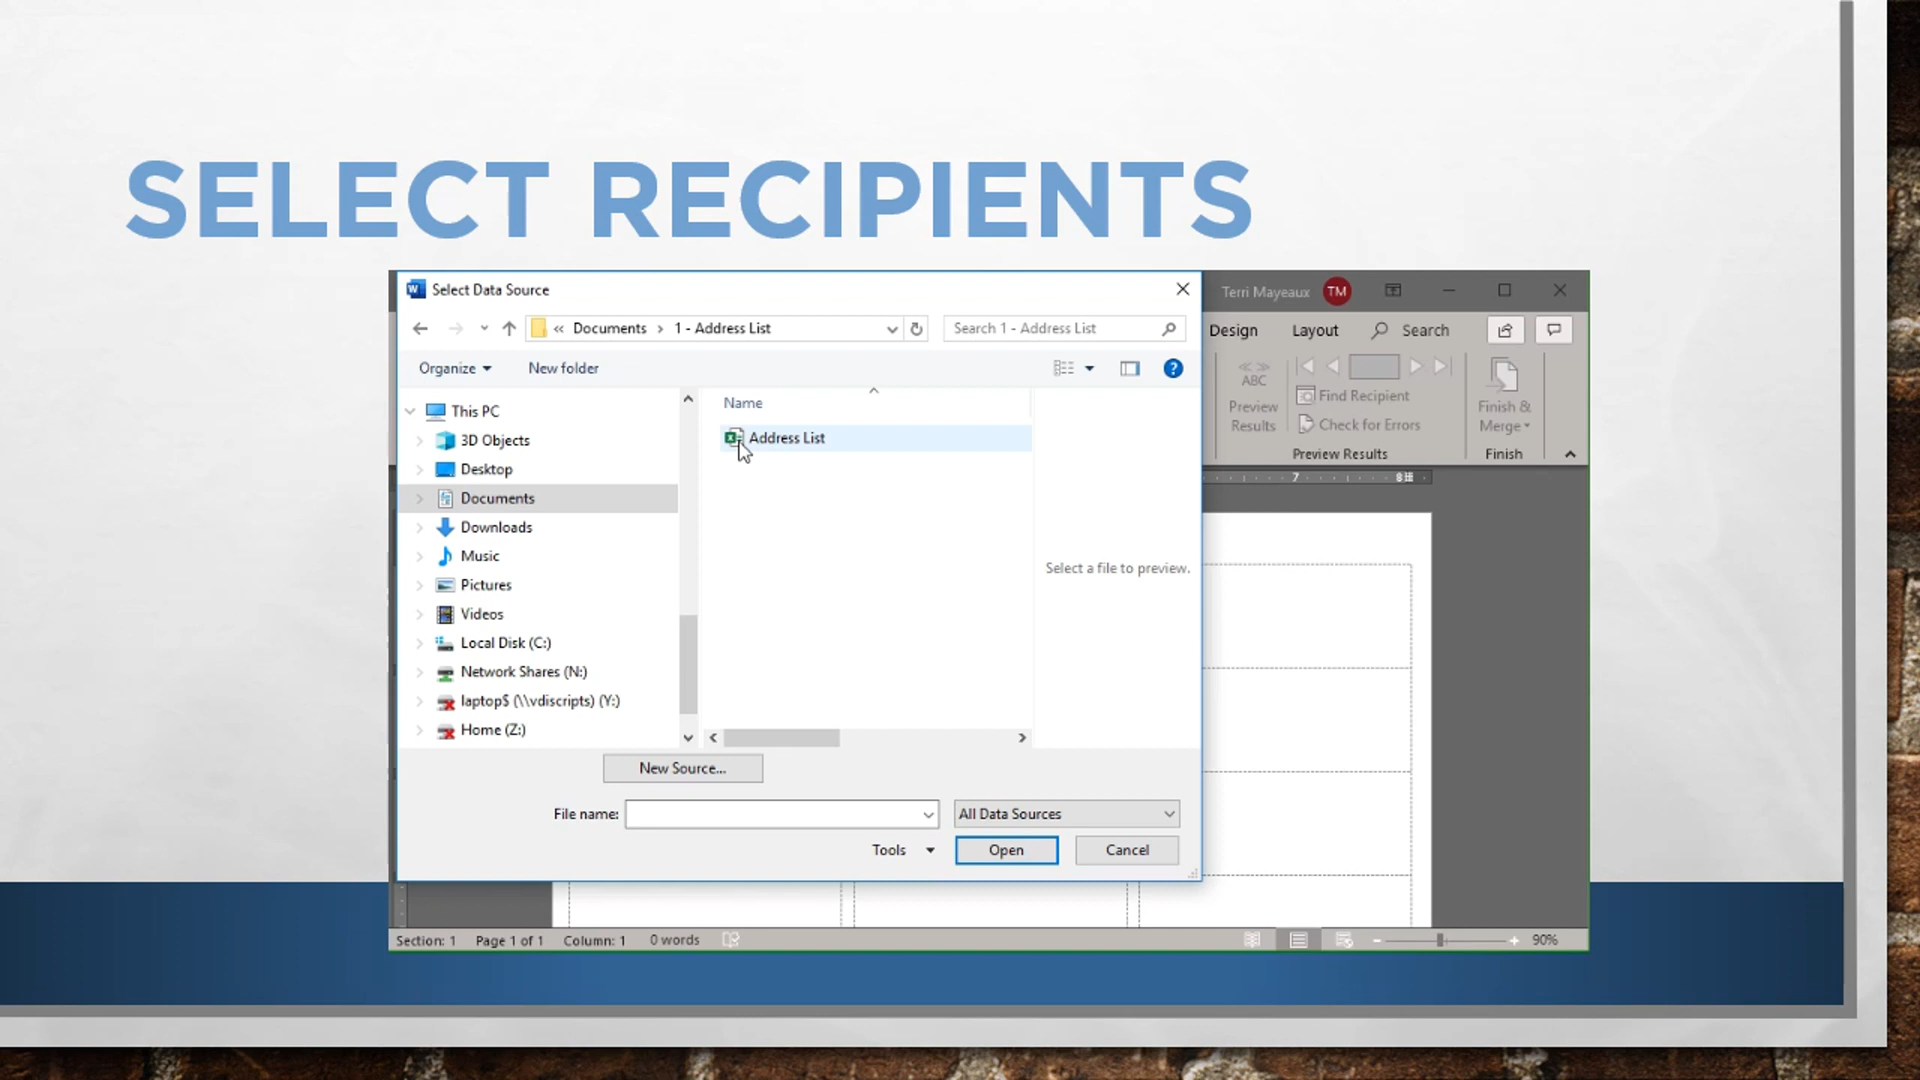 SELECT RECIPIENTS
Select Data Source
Terri Mayeaux TM
« Documents > 1 - Address List
Search 1 - Address List
Design Layout Search
Organize New folder
Name
This PC
3D Objects
Desktop
Documents
Downloads
Music
Pictures
Videos
Local Disk (C:)
Network Shares (N:)
laptop$ (\\vdiscripts) (Y:)
Home (Z:)
Address List
Select a file to preview.
ABC
Preview
Results
Find Recipient
Check for Errors
Preview Results
Finish &
Merge
Finish
7 8
New Source...
File name:
All Data Sources
Tools
Open
Cancel
Section: 1 Page 1 of 1 Column: 1 0 words
90%